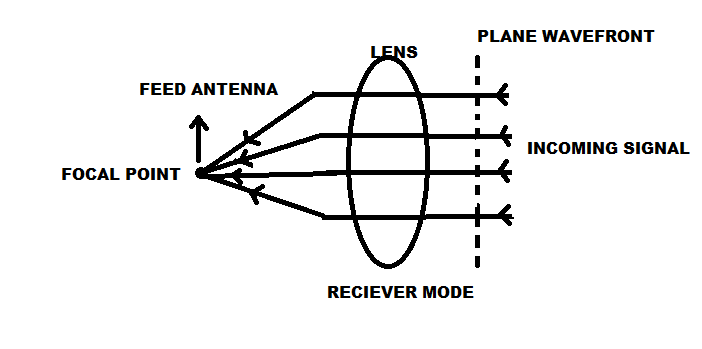 PLANE WAVEFRONT
LENS
FEED ANTENNA
INCOMING SIGNAL
FOCAL POINT
RECIEVER MODE